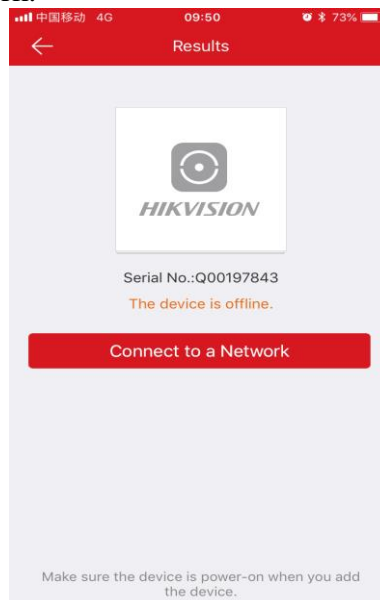 中国移动 4G 09:50 73%
Results
HIKVISION
Serial No.:Q00197843
The device is offline.
Connect to a Network
Make sure the device is power-on when you add
the device.